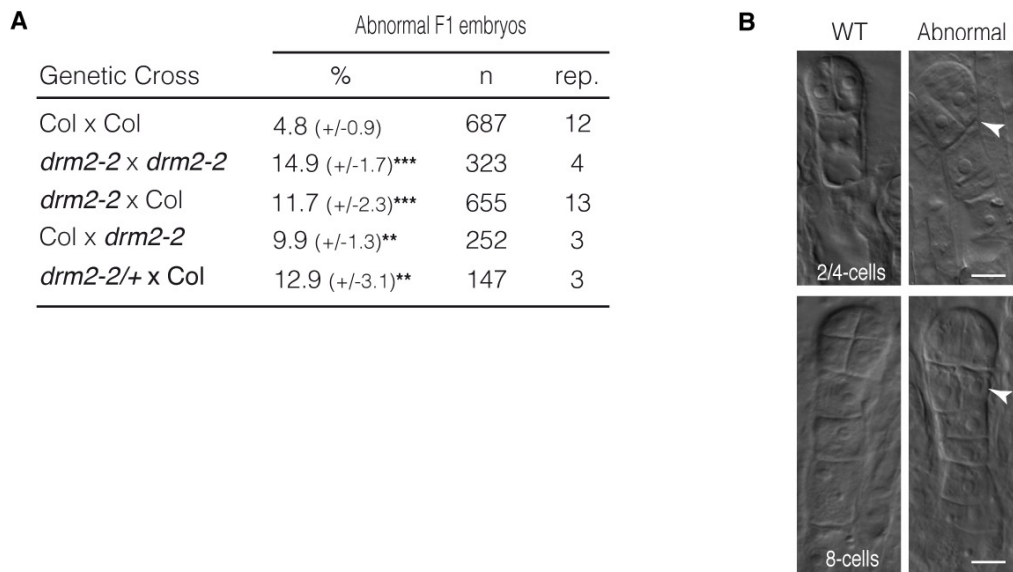 A
Abnormal F1 embryos
Genetic Cross % n rep.
Col x Col 4.8 (+/-0.9) 687 12
drm2-2 x drm2-2 14.9 (+/-1.7)*** 323 4
drm2-2 x Col 11.7 (+/-2.3)*** 655 13
Col x drm2-2 9.9 (+/-1.3)** 252 3
drm2-2/+ x Col 12.9 (+/-3.1)** 147 3
B
WT Abnormal
2/4-cells
8-cells